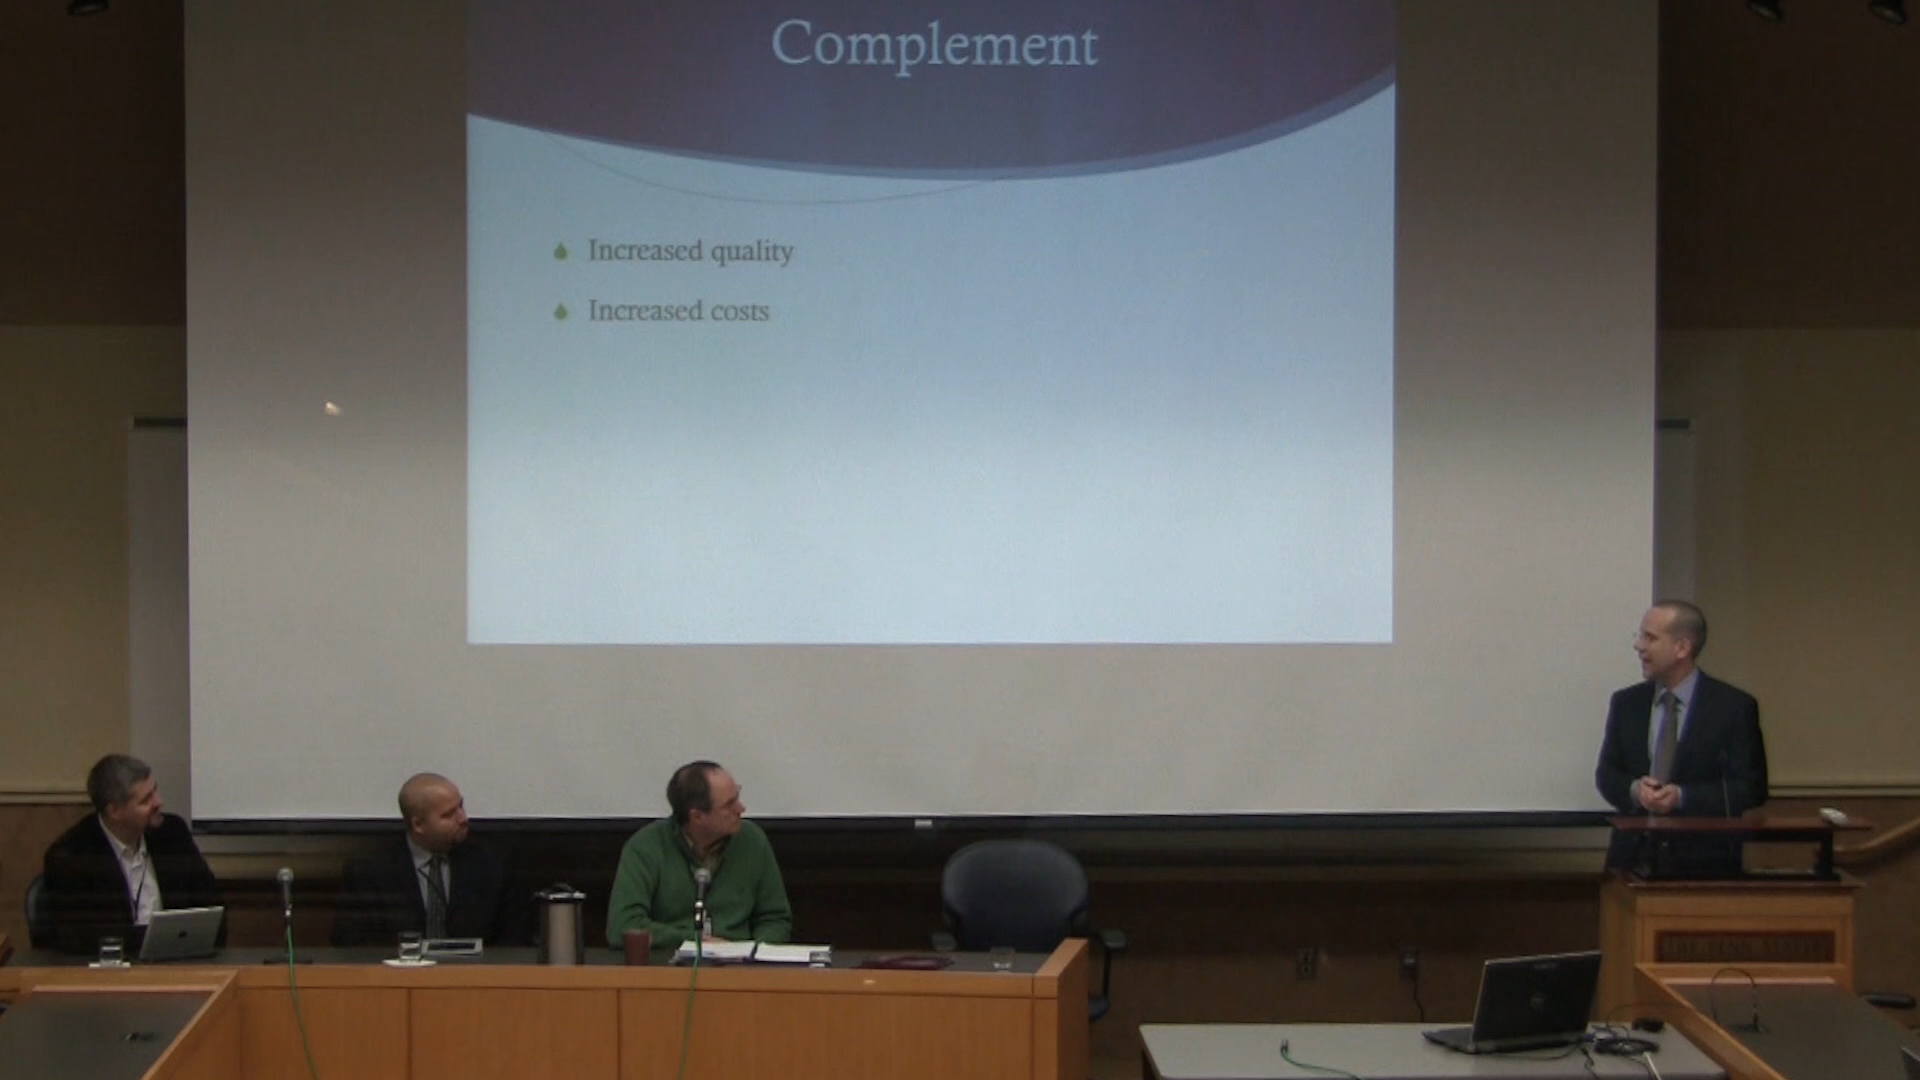 Complement
Increased quality
Increased costs